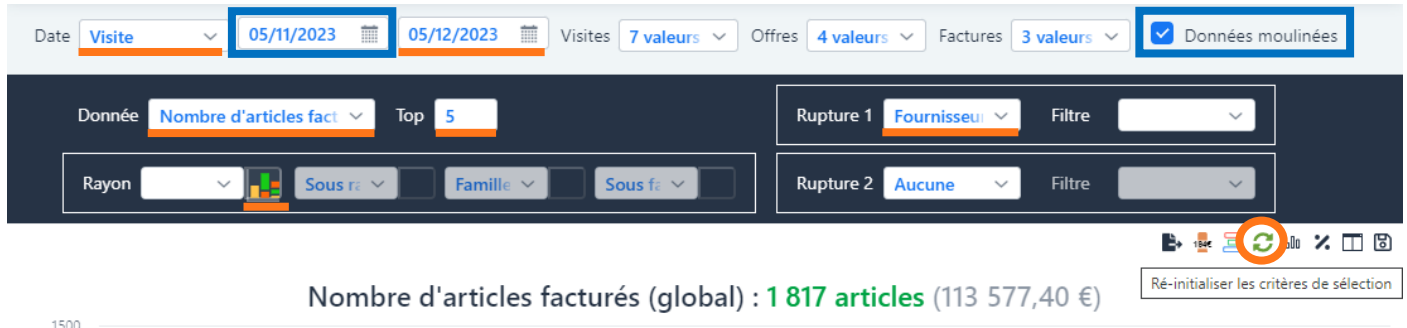 Date Visite 05/11/2023 05/12/2023 Visites 7 valeurs Offres 4 valeurs Factures 3 valeurs Données moulinées
Donnée Nombre d'articles fact Top 5 Rupture 1 Fournisseu Filtre
Rayon Sous ra Famille Sous fa Rupture 2 Aucune Filtre
Ré-initialiser les critères de sélection
Nombre d'articles facturés (global) : 1 817 articles (113 577,40 €)
1500